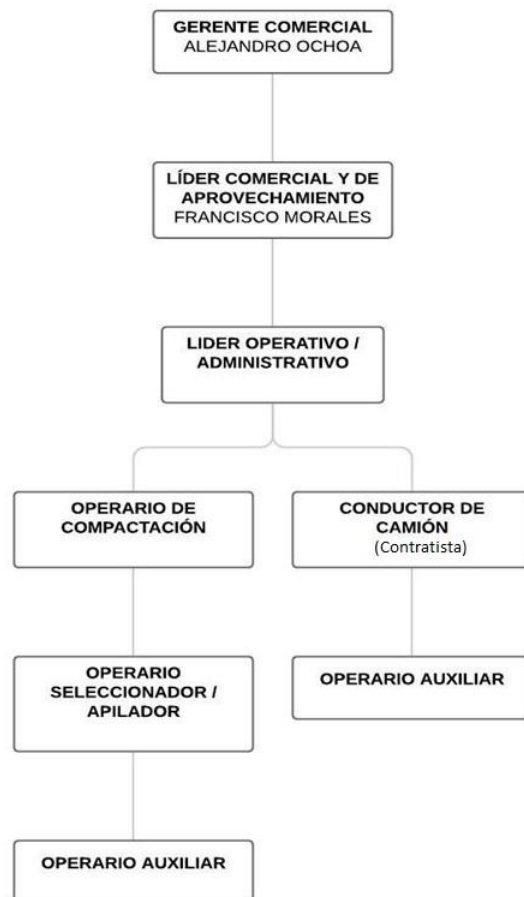 GERENTE COMERCIAL
ALEJANDRO OCHOA
LÍDER COMERCIAL Y DE
APROVECHAMIENTO
FRANCISCO MORALES
LIDER OPERATIVO /
ADMINISTRATIVO
OPERARIO DE
COMPACTACIÓN
CONDUCTOR DE
CAMIÓN
(Contratista)
OPERARIO
SELECCIONADOR /
APILADOR
OPERARIO AUXILIAR
OPERARIO AUXILIAR